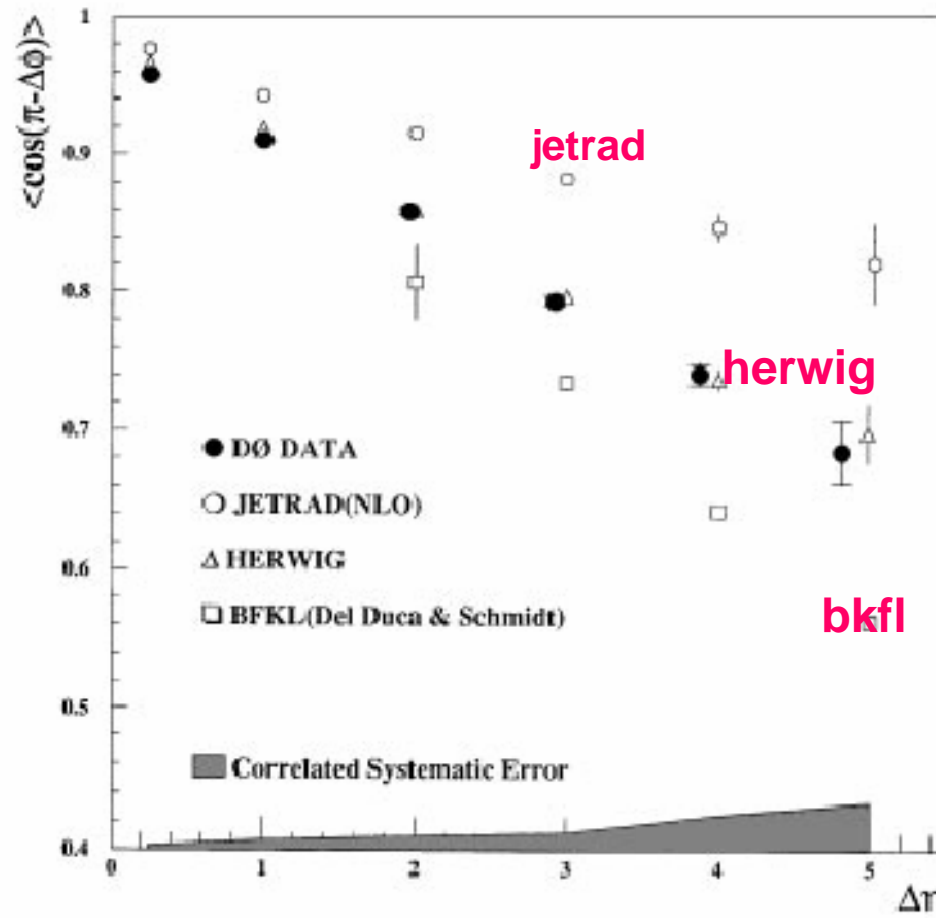 <cos(π-Δϕ)>
1
0.9
0.8
0.7
0.6
0.5
0.4
jetrad
herwig
bkfl
DØ DATA
JETRAD(NLO)
HERWIG
BFKL(Del Duca & Schmidt)
Correlated Systematic Error
0 1 2 3 4 5
Δη